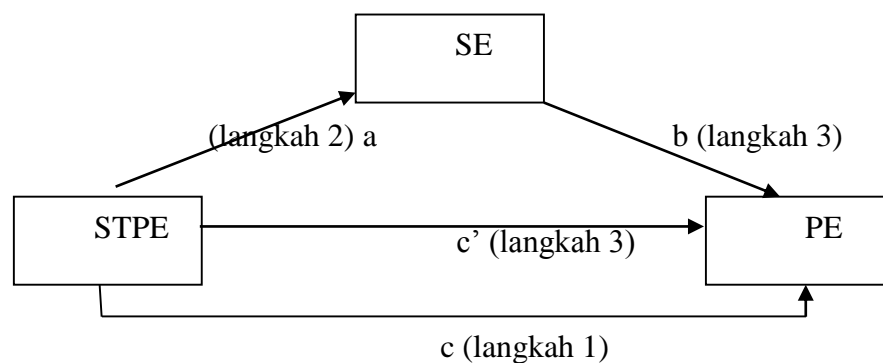 SE
(langkah 2) a
b (langkah 3)
STPE
PE
c’ (langkah 3)
c (langkah 1)